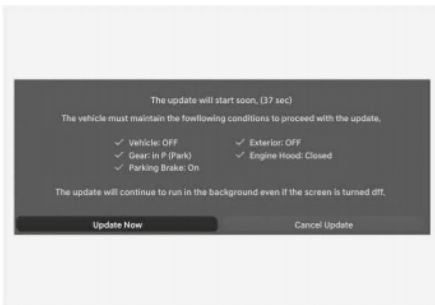 The update will start soon, (37 sec)
The vehicle must maintain the fowllowing conditions to proceed with the update,
✓ Vehicle: OFF
✓ Gear: in P (Park)
✓ Parking Brake: On
✓ Exterior: OFF
✓ Engine Hood: Closed
The update will continue to run in the background even if the screen is turned dff,
Update Now
Cancel Update